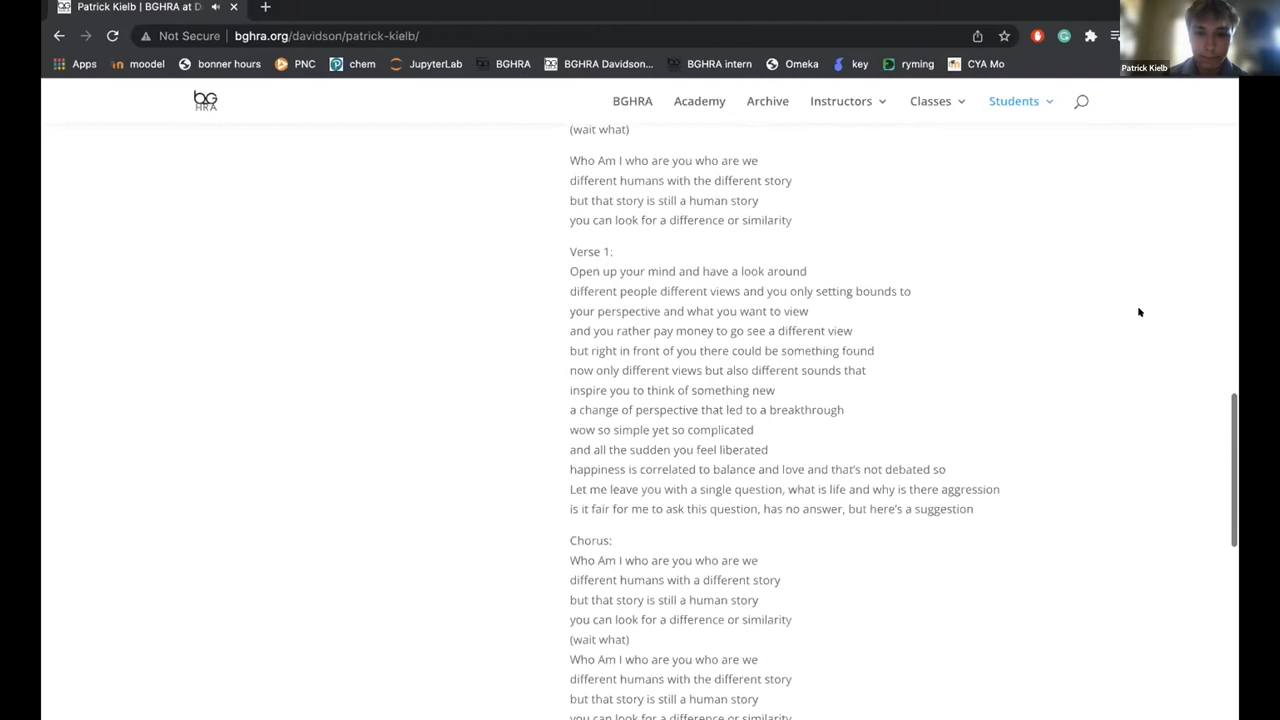 Patrick Kielb | BGHRA at D
Not Secure | bghra.org/davidson/patrick-kielb/
Patrick Kielb
Apps moodel bonner hours PNC chem JupyterLab BGHRA BGHRA Davidson... BGHRA intern Omeka key ryming CYA Mo
bG HRA BGHRA Academy Archive Instructors Classes Students
(wait what)
Who Am I who are you who are we
different humans with the different story
but that story is still a human story
you can look for a difference or similarity
Verse 1:
Open up your mind and have a look around
different people different views and you only setting bounds to
your perspective and what you want to view
and you rather pay money to go see a different view
but right in front of you there could be something found
now only different views but also different sounds that
inspire you to think of something new
a change of perspective that led to a breakthrough
wow so simple yet so complicated
and all the sudden you feel liberated
happiness is correlated to balance and love and that's not debated so
Let me leave you with a single question, what is life and why is there aggression
is it fair for me to ask this question, has no answer, but here's a suggestion
Chorus:
Who Am I who are you who are we
different humans with a different story
but that story is still a human story
you can look for a difference or similarity
(wait what)
Who Am I who are you who are we
different humans with the different story
but that story is still a human story
you can look for a difference or similarity